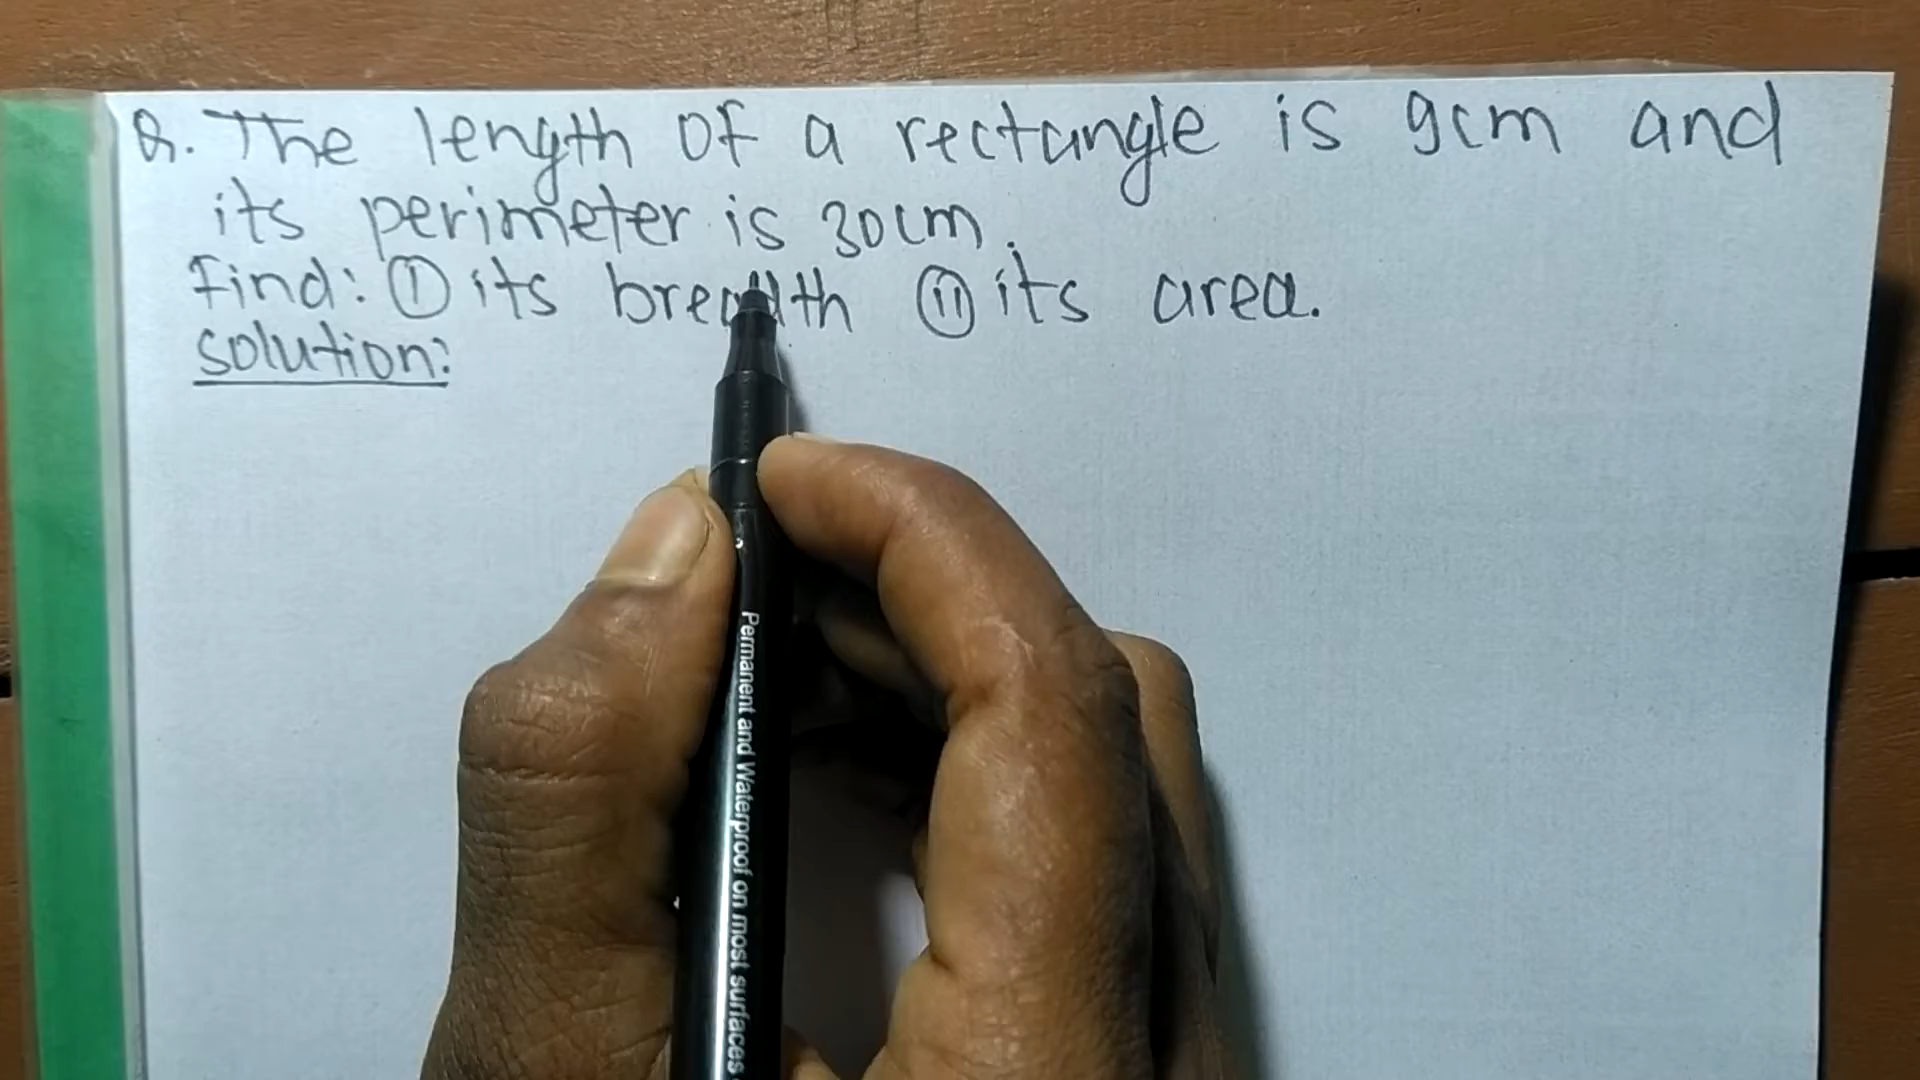 Q. The length of a rectangle is 9cm and
its perimeter is 30cm.
Find: (I) its breadth (II) its area.
Solution:
Permanent and Waterproof on most surfaces